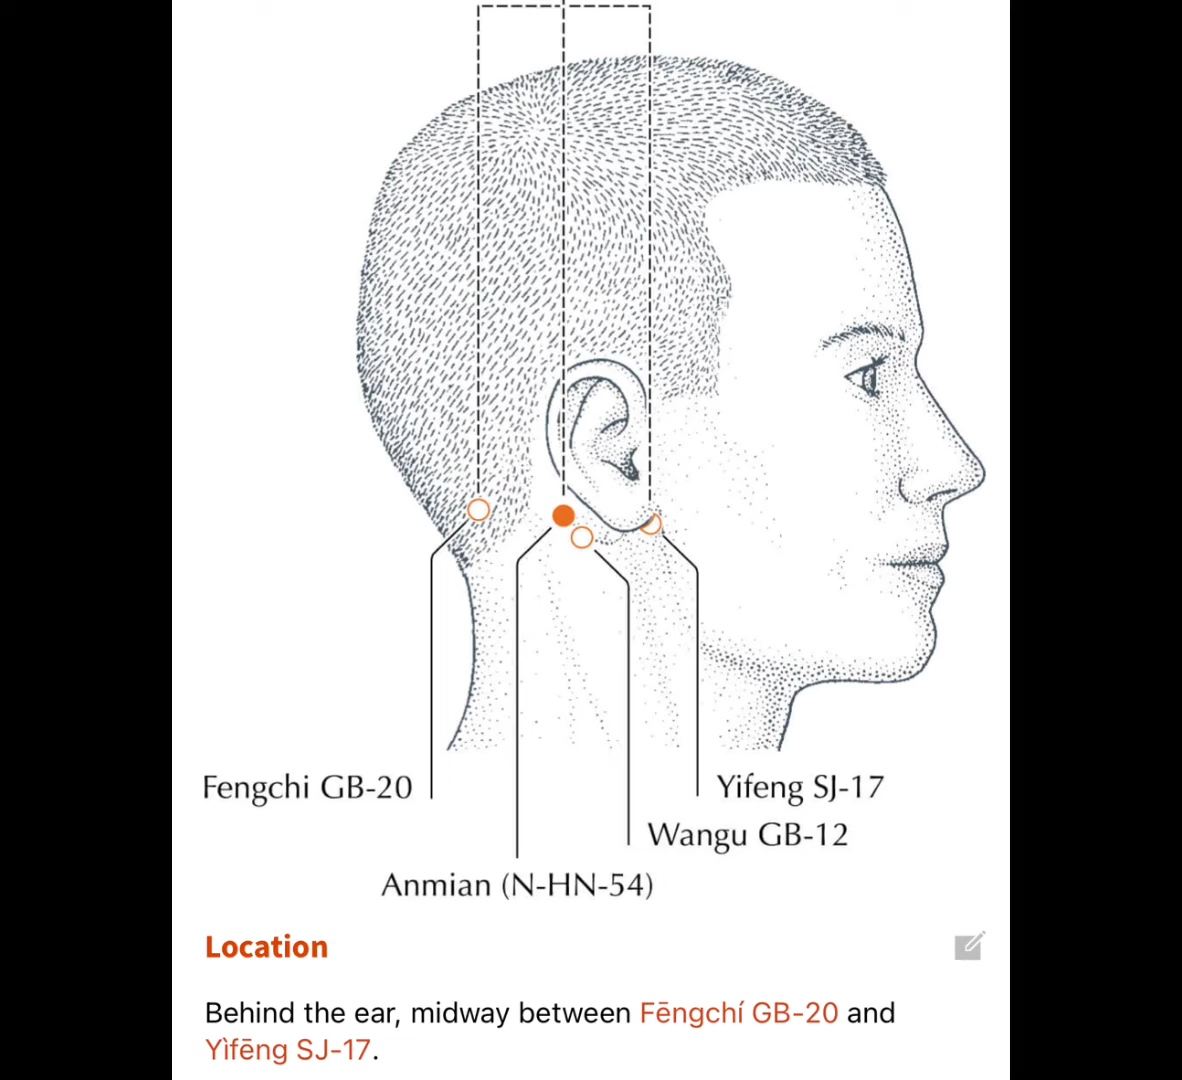 Fengchi GB-20
Yifeng SJ-17
Wangu GB-12
Anmian (N-HN-54)
Location
Behind the ear, midway between Fēngchí GB-20 and
Yìfēng SJ-17.